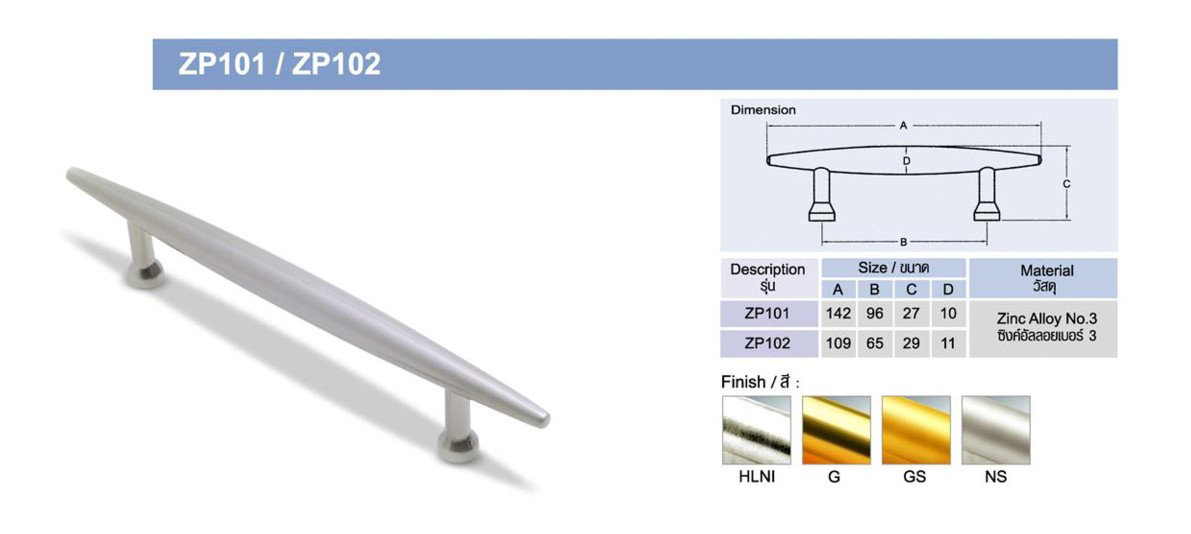 ZP101 / ZP102
Dimension
A
D
C
B
Description
รุ่น
Size / ขนาด
Material
วัสดุ
A B C D
ZP101 142 96 27 10
ZP102 109 65 29 11
Zinc Alloy No.3
ซิงค์อัลลอยเบอร์ 3
Finish / สี :
HLNI G GS NS